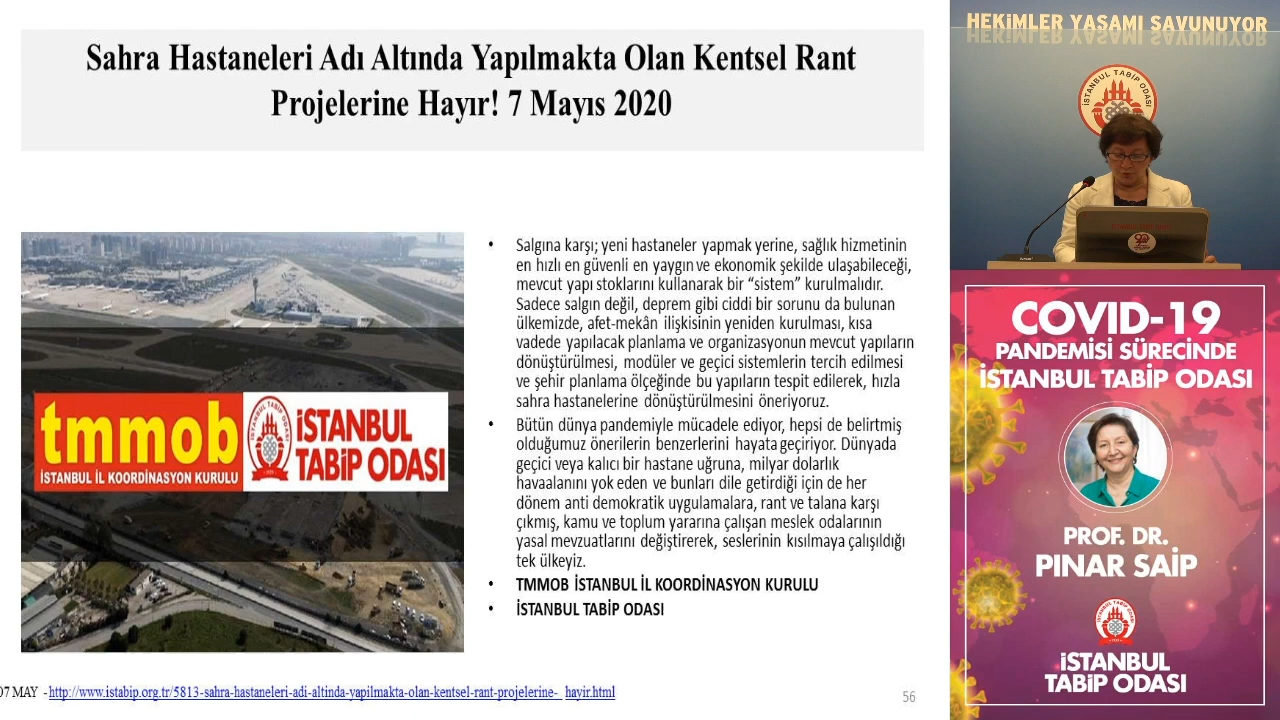 Sahra Hastaneleri Adı Altında Yapılmakta Olan Kentsel Rant
Projelerine Hayır! 7 Mayıs 2020
tmmob
İSTANBUL İL KOORDİNASYON KURULU
İSTANBUL
TABİP ODASI
• Salgına karşı; yeni hastaneler yapmak yerine, sağlık hizmetinin
en hızlı en güvenli en yaygın ve ekonomik şekilde ulaşabileceği,
mevcut yapı stoklarını kullanarak bir “sistem” kurulmalıdır.
Sadece salgın değil, deprem gibi ciddi bir sorunu da bulunan
ülkemizde, afet-mekân ilişkisinin yeniden kurulması, kısa
vadede yapılacak planlama ve organizasyonun mevcut yapıların
dönüştürülmesi, modüler ve geçici sistemlerin tercih edilmesi
ve şehir planlama ölçeğinde bu yapıların tespit edilerek, hızla
sahra hastanelerine dönüştürülmesini öneriyoruz.
• Bütün dünya pandemiyle mücadele ediyor, hepsi de belirtmiş
olduğumuz önerilerin benzerlerini hayata geçiriyor. Dünyada
geçici veya kalıcı bir hastane uğruna, milyar dolarlık
havaalanını yok eden ve bunları dile getirdiği için de her
dönem anti demokratik uygulamalara, rant ve talana karşı
çıkmış, kamu ve toplum yararına çalışan meslek odalarının
yasal mevzuatlarını değiştirerek, seslerinin kısılmaya çalışıldığı
tek ülkeyiz.
• TMMOB İSTANBUL İL KOORDİNASYON KURULU
• İSTANBUL TABİP ODASI
07 MAY - http://www.istabip.org.tr/5813-sahra-hastaneleri-adi-altinda-yapilmakta-olan-kentsel-rant-projelerine-_hayir.html
56
HEKİMLER YAŞAMI SAVUNUYOR
İSTANBUL TABİP ODASI
COVID-19
PANDEMİSİ SÜRECİNDE
İSTANBUL TABİP ODASI
PROF. DR.
PINAR SAİP
İSTANBUL
TABİP ODASI